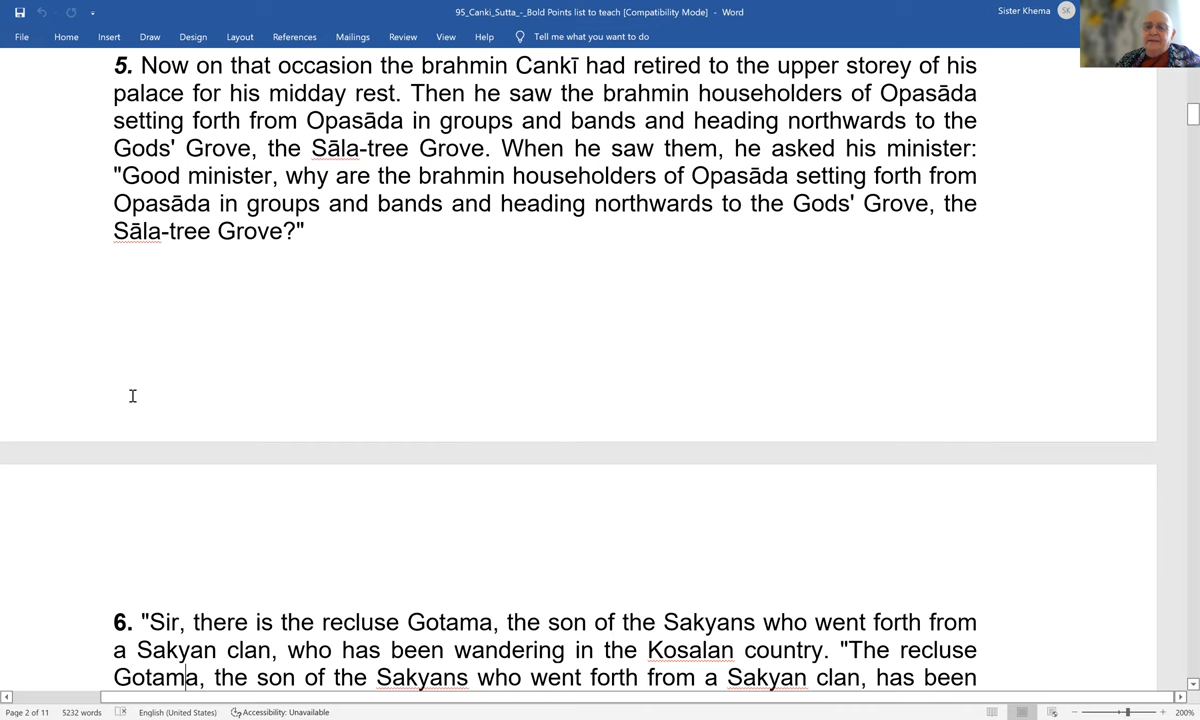 95_Canki_Sutta_-_Bold Points list to teach [Compatibility Mode] - Word
Sister Khema
SK
File Home Insert Draw Design Layout References Mailings Review View Help Tell me what you want to do
5. Now on that occasion the brahmin Cankī had retired to the upper storey of his
palace for his midday rest. Then he saw the brahmin householders of Opasāda
setting forth from Opasāda in groups and bands and heading northwards to the
Gods' Grove, the Sāla-tree Grove. When he saw them, he asked his minister:
"Good minister, why are the brahmin householders of Opasāda setting forth from
Opasāda in groups and bands and heading northwards to the Gods' Grove, the
Sāla-tree Grove?"
6. "Sir, there is the recluse Gotama, the son of the Sakyans who went forth from
a Sakyan clan, who has been wandering in the Kosalan country. "The recluse
Gotama, the son of the Sakyans who went forth from a Sakyan clan, has been
Page 2 of 11 5232 words English (United States) Accessibility: Unavailable 200%